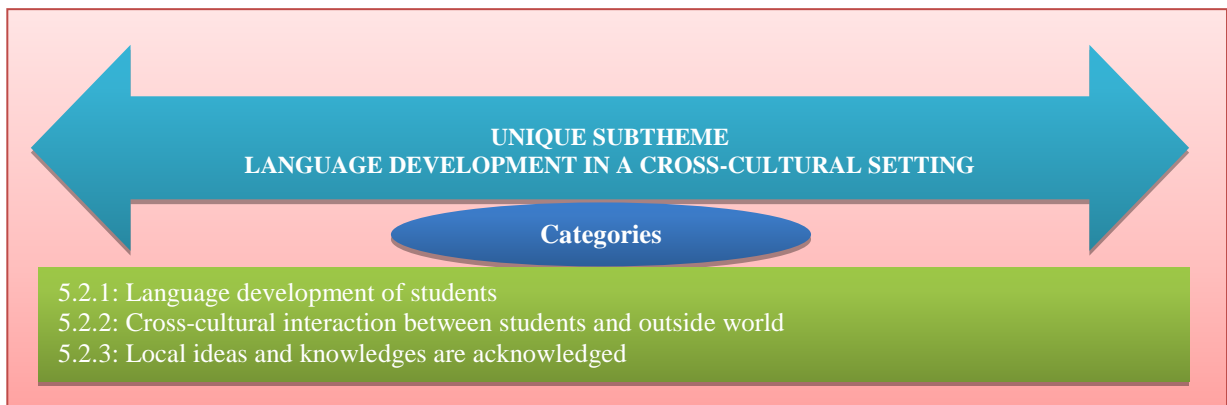 UNIQUE SUBTHEME
LANGUAGE DEVELOPMENT IN A CROSS-CULTURAL SETTING
Categories
5.2.1: Language development of students
5.2.2: Cross-cultural interaction between students and outside world
5.2.3: Local ideas and knowledges are acknowledged